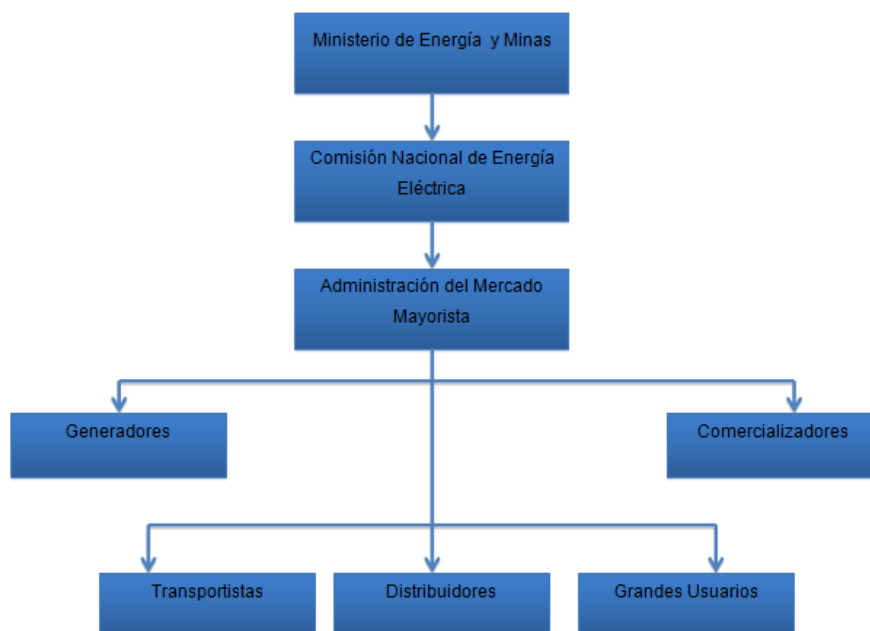 Ministerio de Energía y Minas
Comisión Nacional de Energía
Eléctrica
Administración del Mercado
Mayorista
Generadores
Comercializadores
Transportistas
Distribuidores
Grandes Usuarios